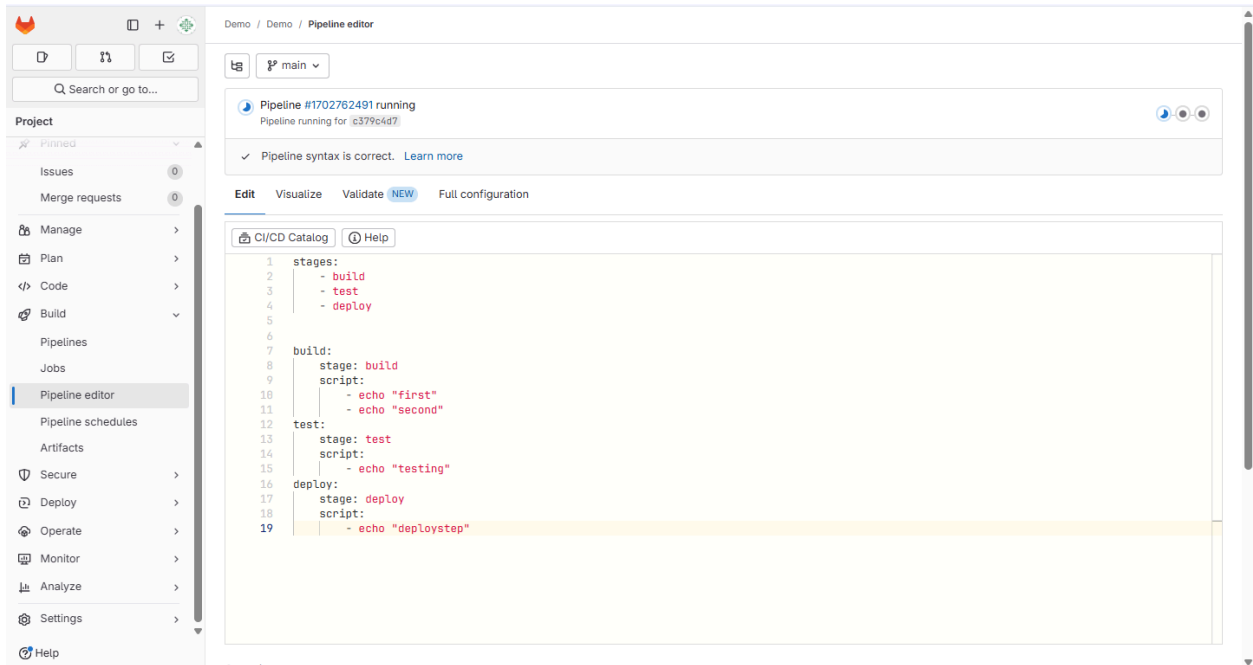 Demo / Demo / Pipeline editor
Search or go to...
main
Project
Pipeline #1702762491 running
Pipeline running for c379c4d7
Pinned
Pipeline syntax is correct. Learn more
Issues 0
Merge requests 0
Edit Visualize Validate NEW Full configuration
Manage
Plan
Code
Build
Pipelines
Jobs
Pipeline editor
Pipeline schedules
Artifacts
Secure
Deploy
Operate
Monitor
Analyze
Settings
Help
CI/CD Catalog Help
1 stages:
2 - build
3 - test
4 - deploy
5
6
7 build:
8 stage: build
9 script:
10 - echo "first"
11 - echo "second"
12 test:
13 stage: test
14 script:
15 - echo "testing"
16 deploy:
17 stage: deploy
18 script:
19 - echo "deploystep"